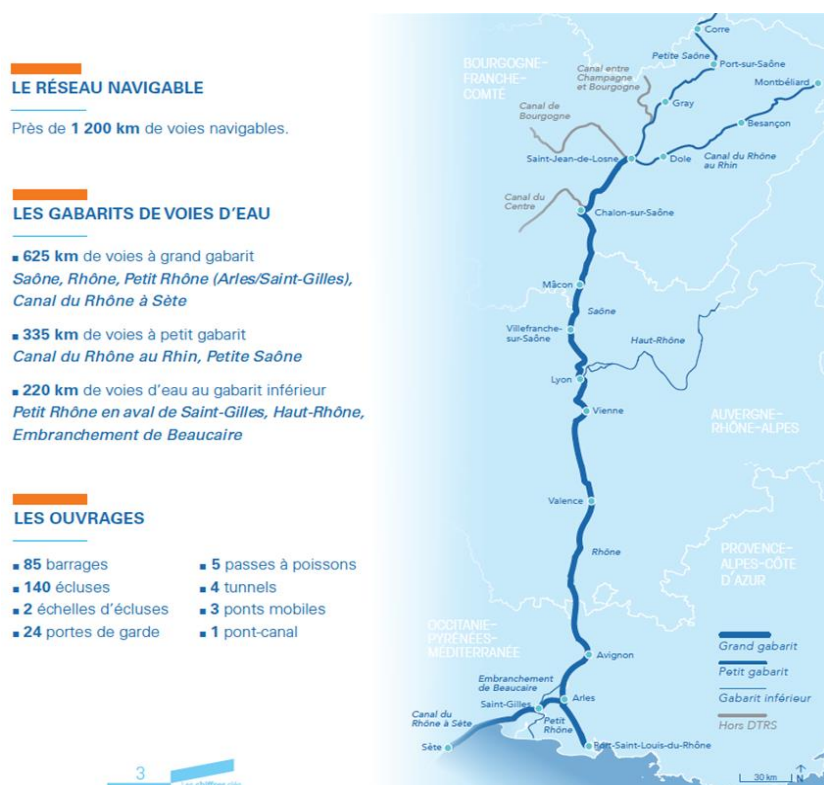 LE RÉSEAU NAVIGABLE
Près de 1 200 km de voies navigables.
LES GABARITS DE VOIES D'EAU
▪ 625 km de voies à grand gabarit
Saône, Rhône, Petit Rhône (Arles/Saint-Gilles),
Canal du Rhône à Sète
▪ 335 km de voies à petit gabarit
Canal du Rhône au Rhin, Petite Saône
▪ 220 km de voies d'eau au gabarit inférieur
Petit Rhône en aval de Saint-Gilles, Haut-Rhône,
Embranchement de Beaucaire
LES OUVRAGES
▪ 85 barrages
▪ 140 écluses
▪ 2 échelles d'écluses
▪ 24 portes de garde
▪ 5 passes à poissons
▪ 4 tunnels
▪ 3 ponts mobiles
▪ 1 pont-canal
3
Les chiffres clés
Corre
Petite Saône
Port-sur-Saône
BOURGOGNE–
FRANCHE–
COMTÉ
Canal entre
Champagne
et Bourgogne
Montbéliard
Canal de
Bourgogne
Gray
Besançon
Saint-Jean-de-Losne
Dole
Canal du Rhône
au Rhin
Canal du
Centre
Chalon-sur-Saône
Mâcon
Saône
Villefranche-
sur-Saône
Haut-Rhône
Lyon
Vienne
AUVERGNE–
RHÔNE–ALPES
Valence
Rhône
PROVENCE–
ALPES–CÔTE
D'AZUR
OCCITANIE–
PYRÉNÉES–
MÉDITERRANÉE
Avignon
Embranchement
de Beaucaire
Arles
Saint-Gilles
Canal du
Rhône à Sète
Petit
Rhône
Sète
Port-Saint-Louis-du-Rhône
Grand gabarit
Petit gabarit
Gabarit inférieur
Hors DTRS
30 km
N